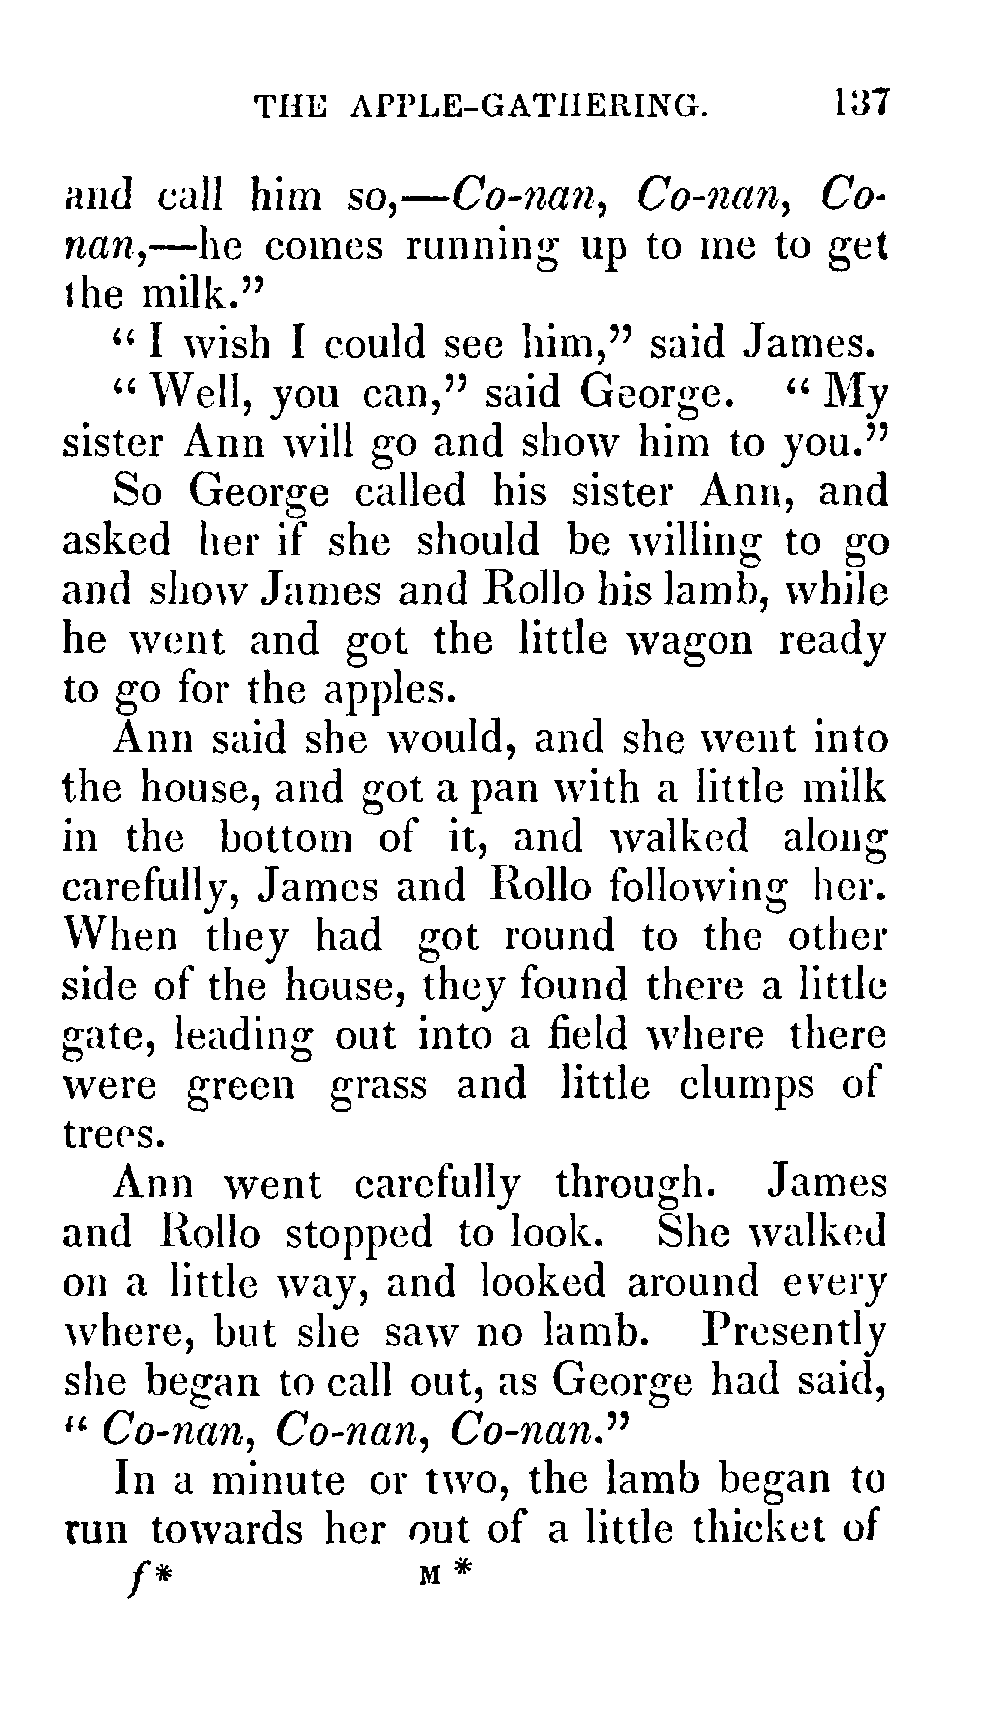 THE APPLE-GATHERING. 137
and call him so,—Co-nan, Co-nan, Co-
nan,—he comes running up to me to get
the milk.”
“ I wish I could see him,” said James.
“ Well, you can,” said George. “ My
sister Ann will go and show him to you.”
So George called his sister Ann, and
asked her if she should be willing to go
and show James and Rollo his lamb, while
he went and got the little wagon ready
to go for the apples.
Ann said she would, and she went into
the house, and got a pan with a little milk
in the bottom of it, and walked along
carefully, James and Rollo following her.
When they had got round to the other
side of the house, they found there a little
gate, leading out into a field where there
were green grass and little clumps of
trees.
Ann went carefully through. James
and Rollo stopped to look. She walked
on a little way, and looked around every
where, but she saw no lamb. Presently
she began to call out, as George had said,
“ Co-nan, Co-nan, Co-nan.”
In a minute or two, the lamb began to
run towards her out of a little thicket of
f* M *